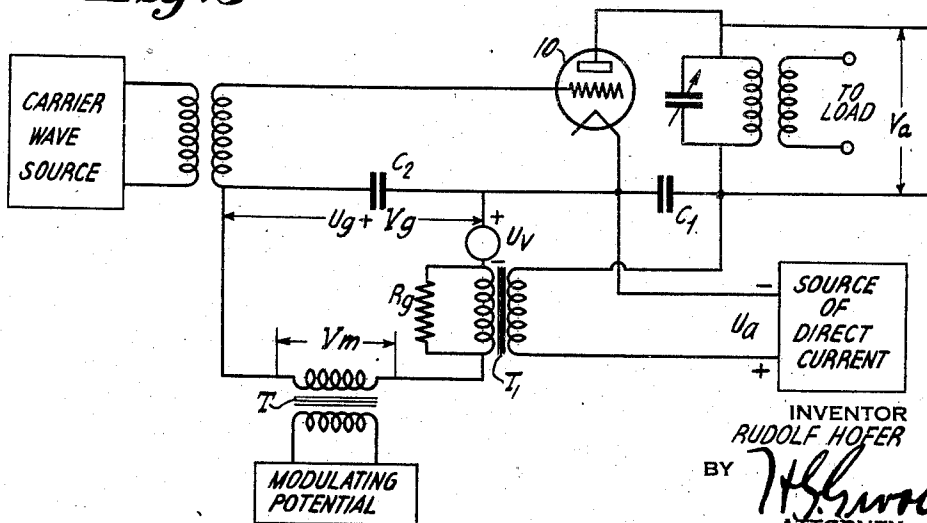 CARRIER
WAVE
SOURCE
10
TO
LOAD
Va
C2
C1
Ug + Vg
+
Uv
−
Rg
Vm
T
T1
Ua
−
SOURCE
OF
DIRECT
CURRENT
+
MODULATING
POTENTIAL
INVENTOR
RUDOLF HOFER
BY
ATTORNEY